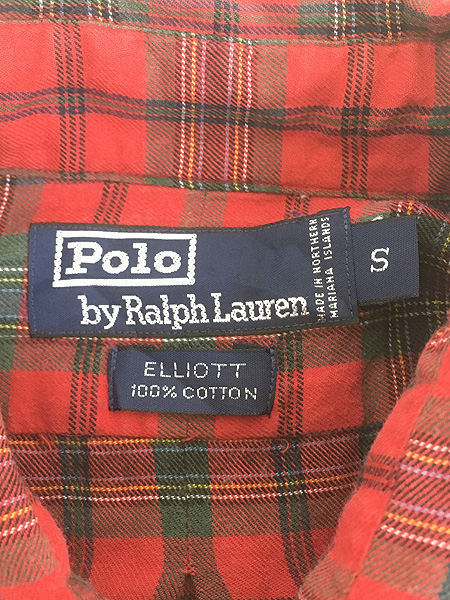 Polo
by Ralph Lauren
MADE IN NORTHERN
MARIANA ISLANDS
S
ELLIOTT
100% COTTON